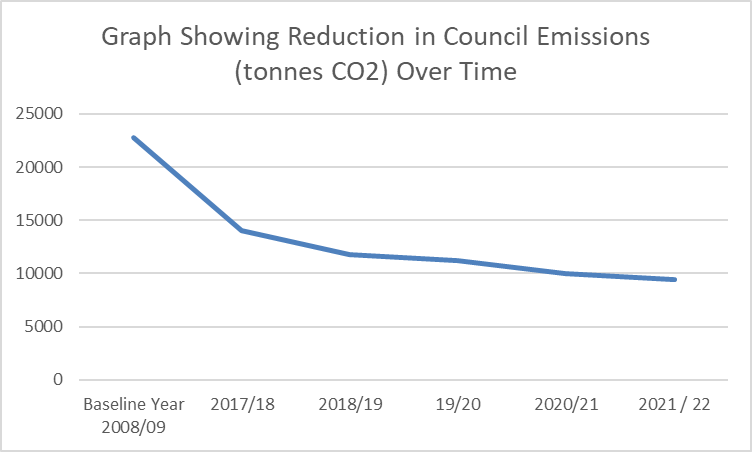 Graph Showing Reduction in Council Emissions
(tonnes CO2) Over Time
25000
20000
15000
10000
5000
0
Baseline Year
2008/09
2017/18
2018/19
19/20
2020/21
2021 / 22